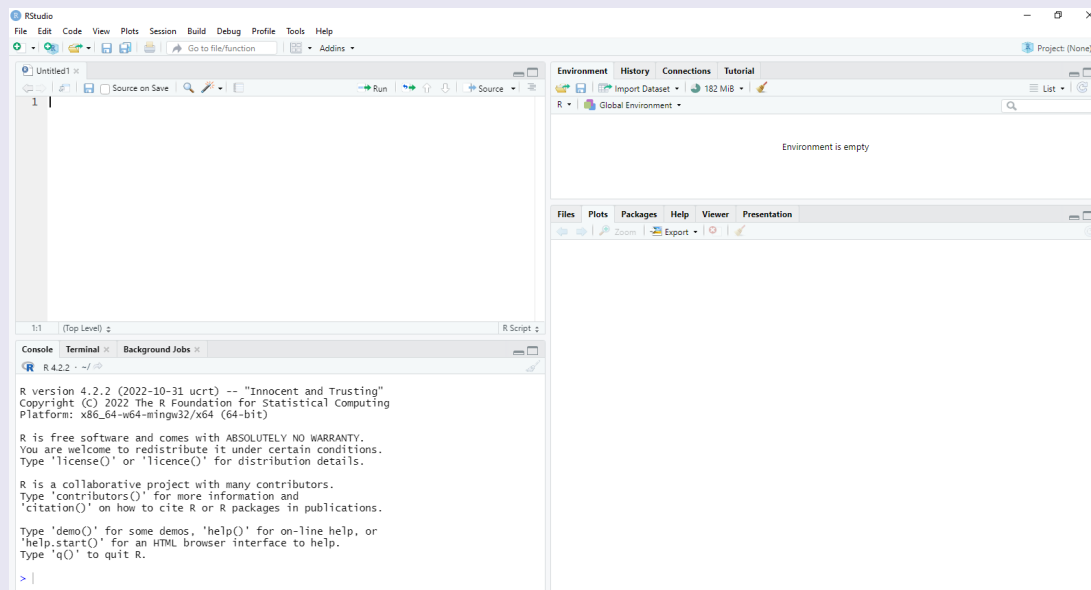 RStudio
File Edit Code View Plots Session Build Debug Profile Tools Help
Go to file/function Addins Project: (None)
Untitled1
Source on Save Run Source
1
1:1 (Top Level) R Script
Console Terminal Background Jobs
R 4.2.2 · ~/
R version 4.2.2 (2022-10-31 ucrt) -- "Innocent and Trusting"
Copyright (C) 2022 The R Foundation for Statistical Computing
Platform: x86_64-w64-mingw32/x64 (64-bit)
R is free software and comes with ABSOLUTELY NO WARRANTY.
You are welcome to redistribute it under certain conditions.
Type 'license()' or 'licence()' for distribution details.
R is a collaborative project with many contributors.
Type 'contributors()' for more information and
'citation()' on how to cite R or R packages in publications.
Type 'demo()' for some demos, 'help()' for on-line help, or
'help.start()' for an HTML browser interface to help.
Type 'q()' to quit R.
>
Environment History Connections Tutorial
Import Dataset 182 MiB List
R Global Environment
Environment is empty
Files Plots Packages Help Viewer Presentation
Zoom Export